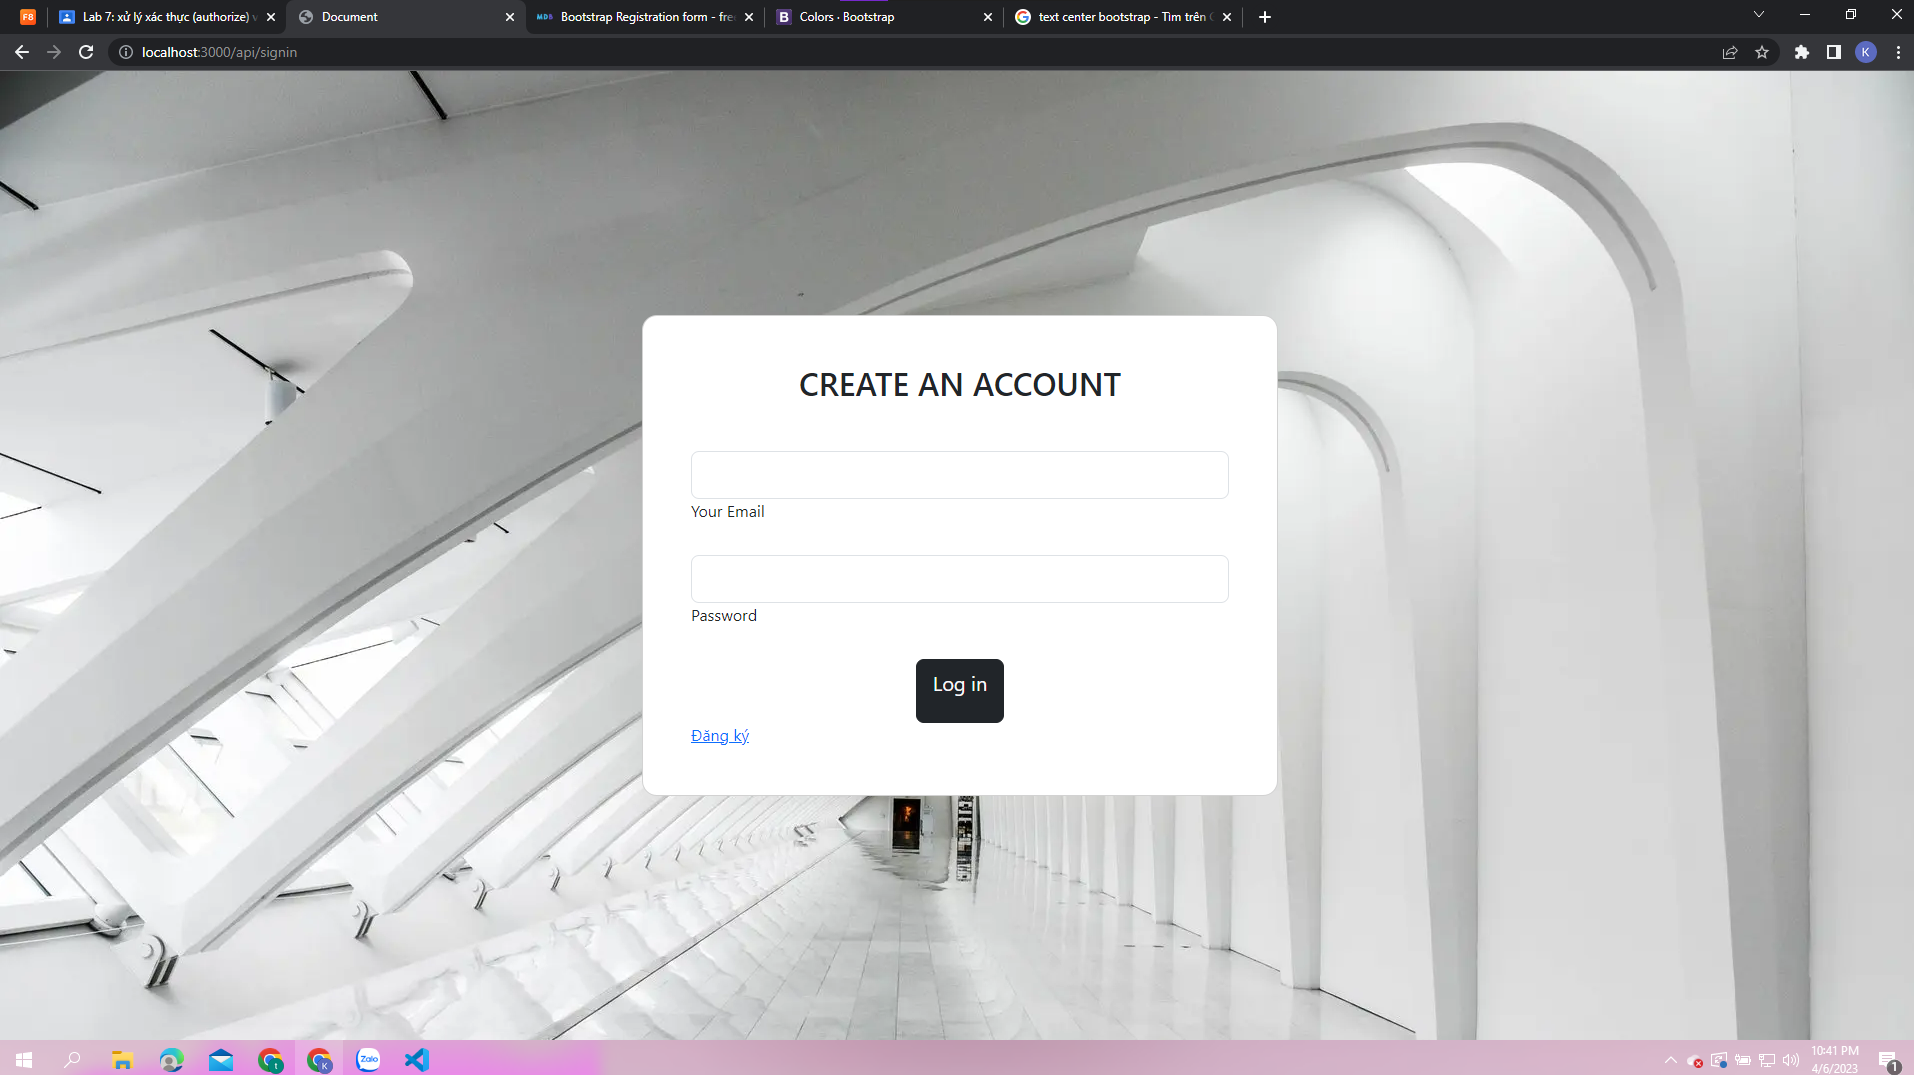 F8
Lab 7: xử lý xác thực (authorize) v
Document
MDB
Bootstrap Registration form - fre
B
Colors · Bootstrap
text center bootstrap - Tìm trên G
localhost:3000/api/signin
K
CREATE AN ACCOUNT
Your Email
Password
Log in
Đăng ký
t
K
Zalo
10:41 PM
4/6/2023
1